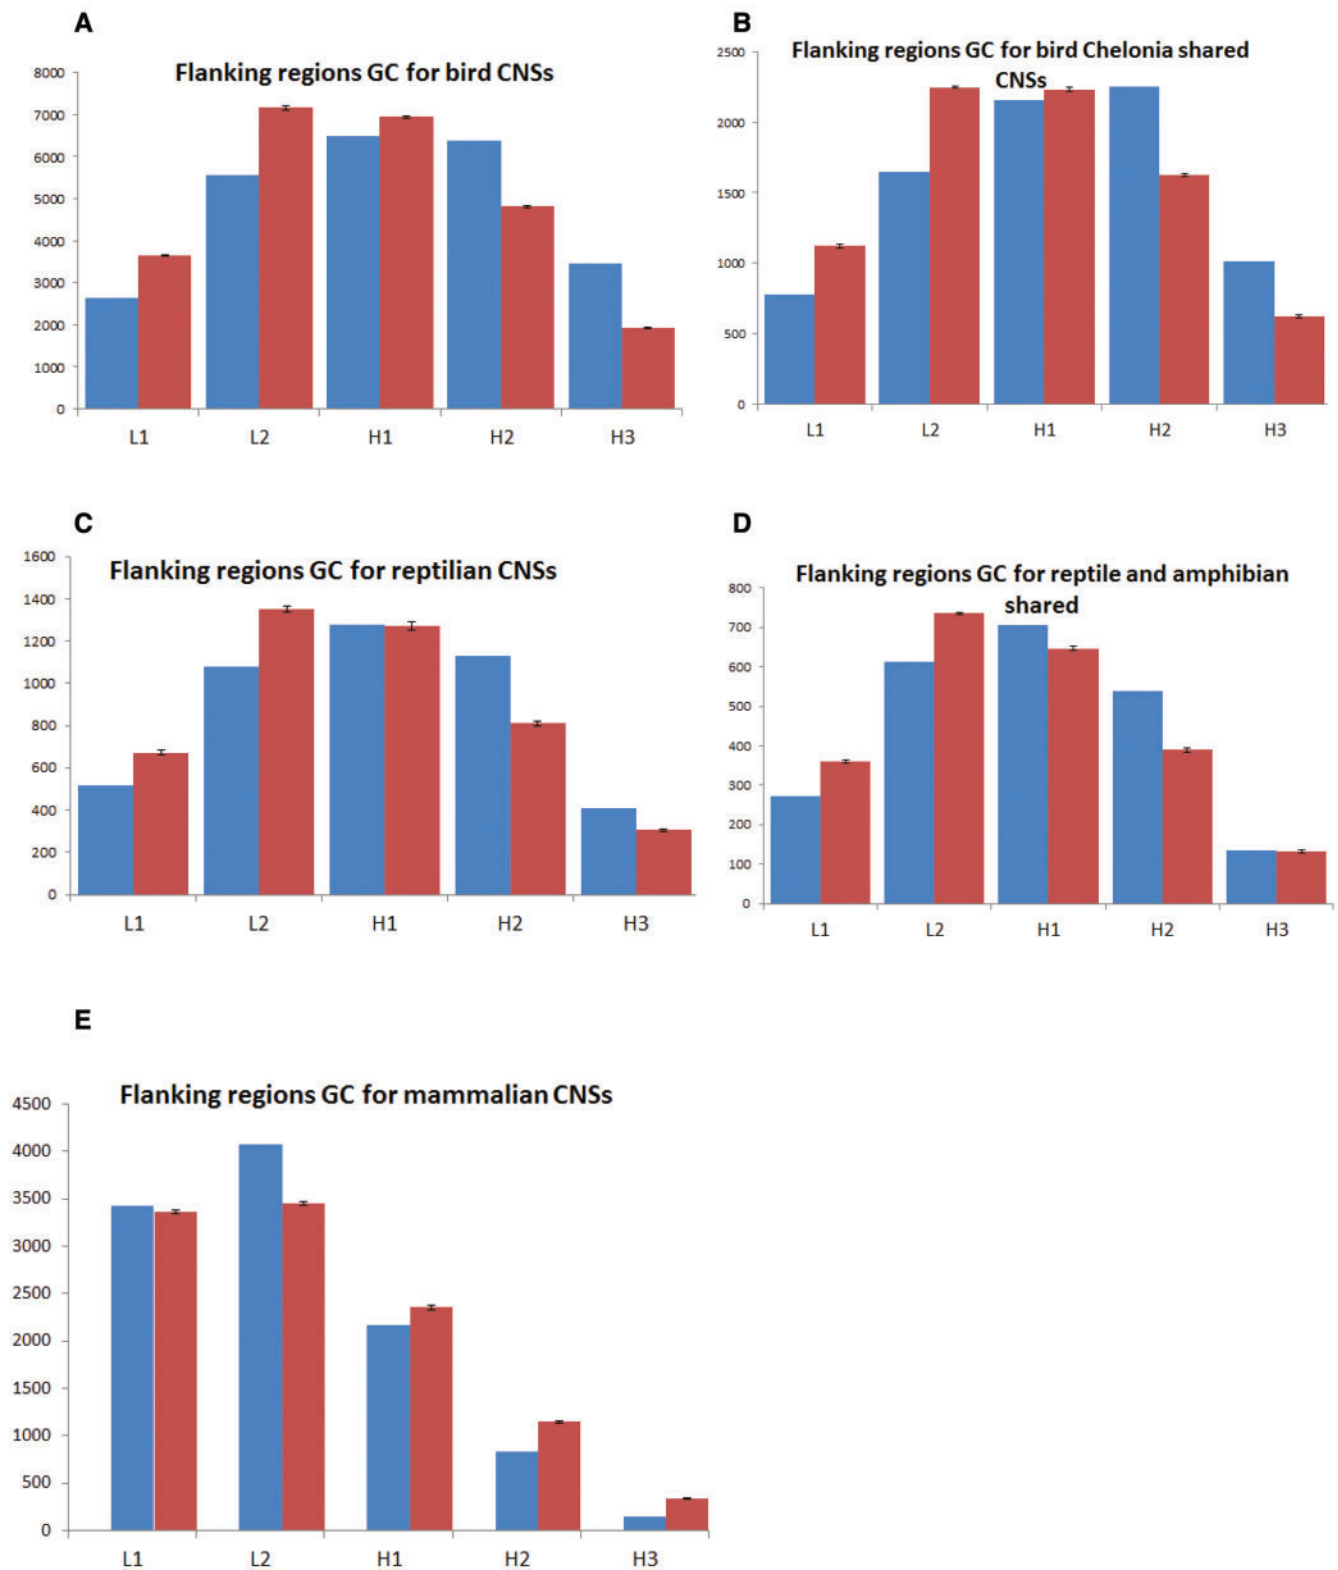 A
Flanking regions GC for bird CNSs
8000
7000
6000
5000
4000
3000
2000
1000
0
L1 L2 H1 H2 H3
B
Flanking regions GC for bird Chelonia shared
CNSs
2500
2000
1500
1000
500
0
L1 L2 H1 H2 H3
C
Flanking regions GC for reptilian CNSs
1600
1400
1200
1000
800
600
400
200
0
L1 L2 H1 H2 H3
D
Flanking regions GC for reptile and amphibian
shared
800
700
600
500
400
300
200
100
0
L1 L2 H1 H2 H3
E
Flanking regions GC for mammalian CNSs
4500
4000
3500
3000
2500
2000
1500
1000
500
0
L1 L2 H1 H2 H3